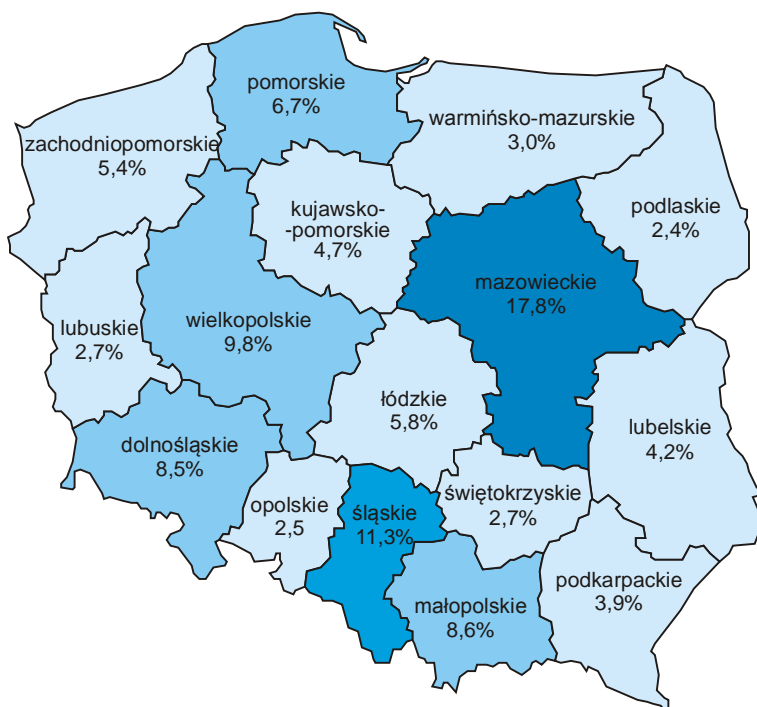 pomorskie
6,7%
warmińsko-mazurskie
3,0%
zachodniopomorskie
5,4%
kujawsko-
-pomorskie
4,7%
podlaskie
2,4%
mazowieckie
17,8%
lubuskie
2,7%
wielkopolskie
9,8%
łódzkie
5,8%
lubelskie
4,2%
dolnośląskie
8,5%
opolskie
2,5
śląskie
11,3%
świętokrzyskie
2,7%
podkarpackie
3,9%
małopolskie
8,6%